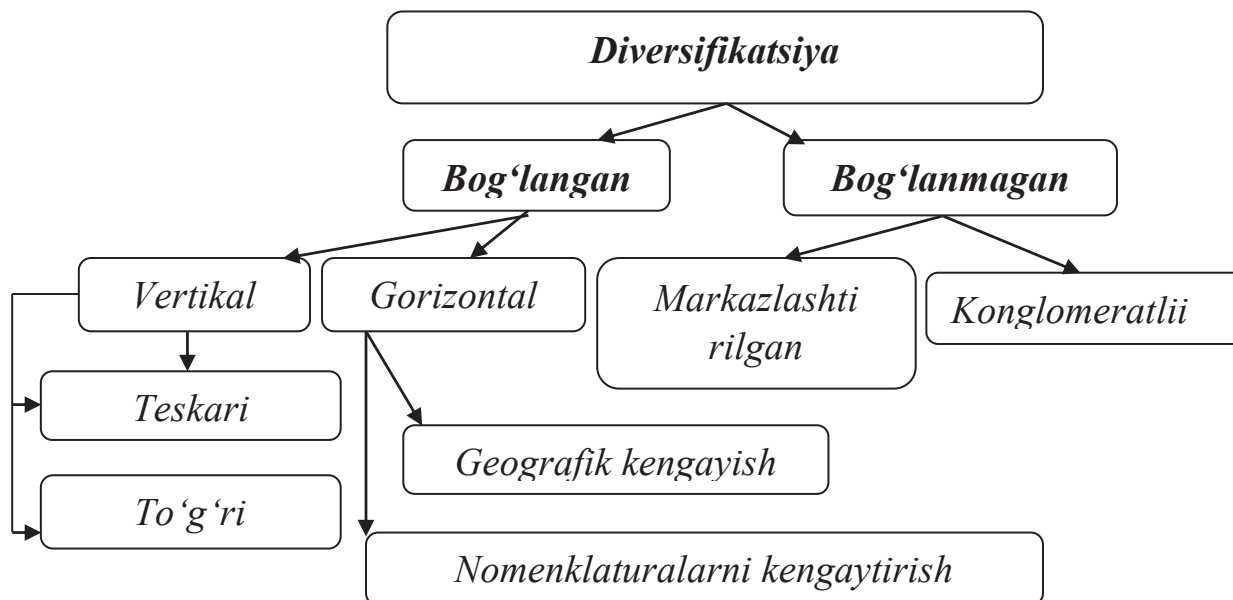 Diversifikatsiya
Bog‘langan
Bog‘lanmagan
Vertikal
Gorizontal
Markazlashti
rilgan
Konglomeratlii
Teskari
Geografik kengayish
To‘g‘ri
Nomenklaturalarni kengaytirish